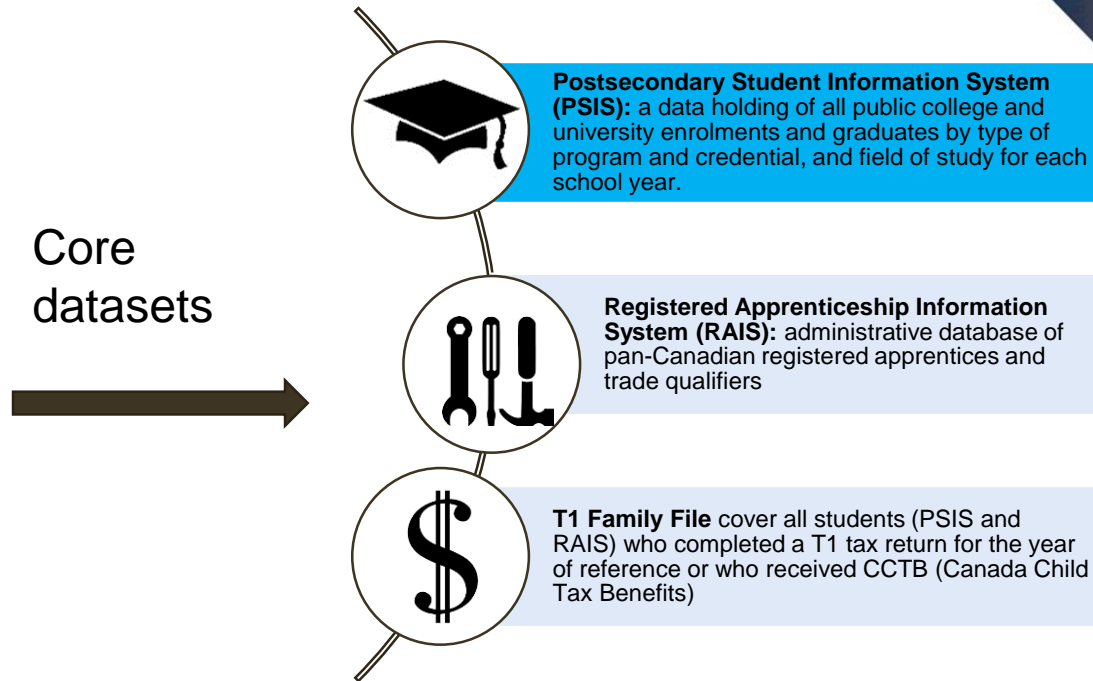 Core
datasets
Postsecondary Student Information System
(PSIS): a data holding of all public college and
university enrolments and graduates by type of
program and credential, and field of study for each
school year.
Registered Apprenticeship Information
System (RAIS): administrative database of
pan-Canadian registered apprentices and
trade qualifiers
T1 Family File cover all students (PSIS and
RAIS) who completed a T1 tax return for the year
of reference or who received CCTB (Canada Child
Tax Benefits)